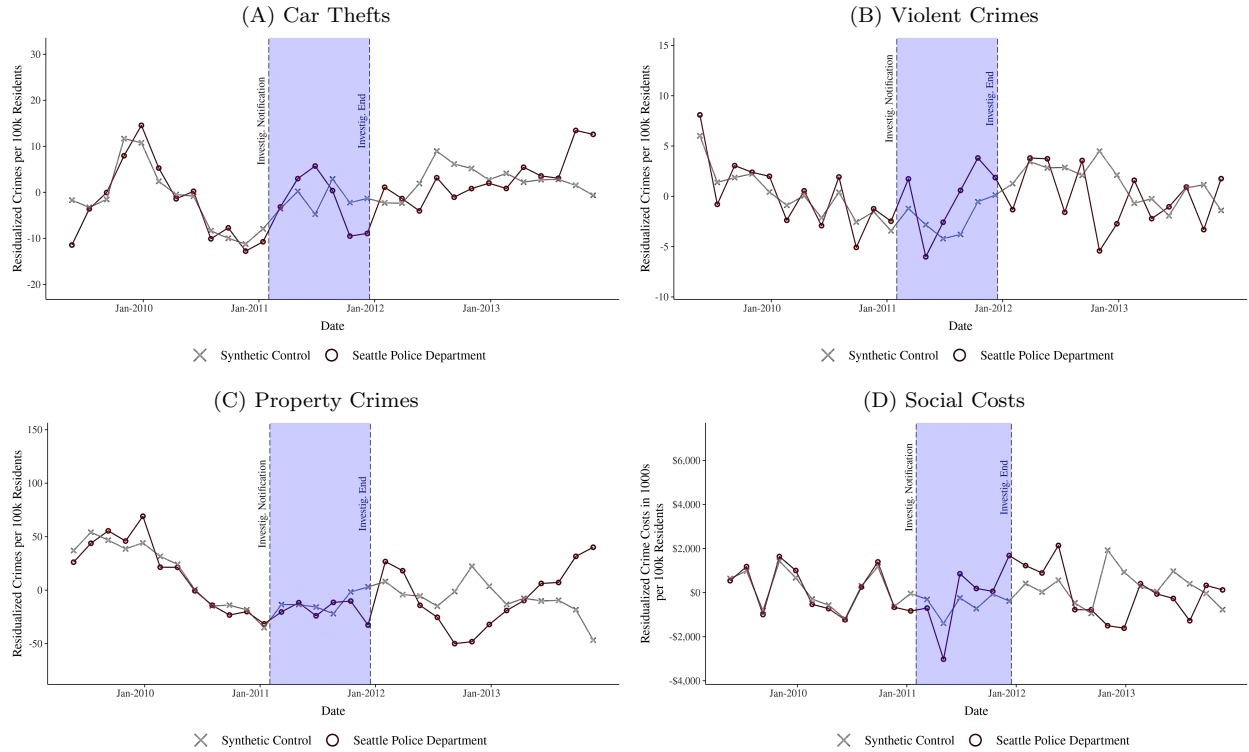 (A) Car Thefts
Residualized Crimes per 100k Residents
30
20
10
0
-10
-20
Investig. Notification
Investig. End
Jan-2010 Jan-2011 Jan-2012 Jan-2013
Date
Synthetic Control Seattle Police Department
(B) Violent Crimes
Residualized Crimes per 100k Residents
15
10
5
0
-5
-10
Investig. Notification
Investig. End
Jan-2010 Jan-2011 Jan-2012 Jan-2013
Date
Synthetic Control Seattle Police Department
(C) Property Crimes
Residualized Crimes per 100k Residents
150
100
50
0
-50
Investig. Notification
Investig. End
Jan-2010 Jan-2011 Jan-2012 Jan-2013
Date
Synthetic Control Seattle Police Department
(D) Social Costs
Residualized Crime Costs in 1000s
per 100k Residents
$6,000
$4,000
$2,000
$0
-$2,000
-$4,000
Investig. Notification
Investig. End
Jan-2010 Jan-2011 Jan-2012 Jan-2013
Date
Synthetic Control Seattle Police Department